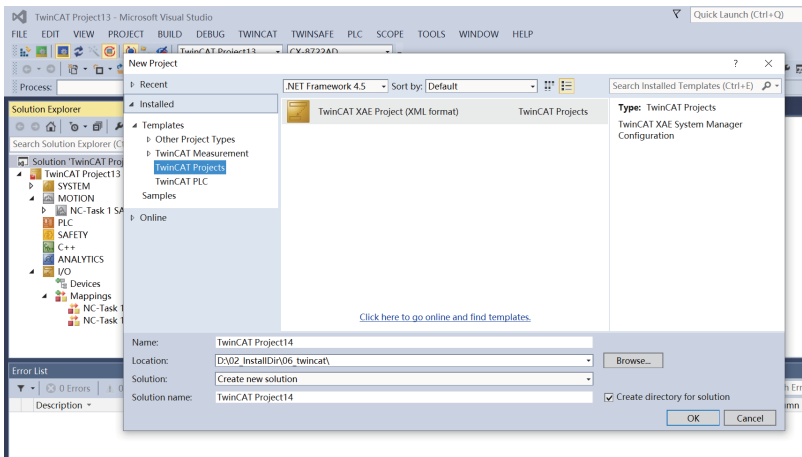 TwinCAT Project13 - Microsoft Visual Studio
Quick Launch (Ctrl+Q)
FILE EDIT VIEW PROJECT BUILD DEBUG TWINCAT TWINSAFE PLC SCOPE TOOLS WINDOW HELP
TwinCAT Project13 CX-8722AD
New Project ? X
Process:
Recent
.NET Framework 4.5 Sort by: Default
Search Installed Templates (Ctrl+E)
Installed
Templates
Other Project Types
TwinCAT Measurement
TwinCAT Projects
TwinCAT PLC
Samples
Online
TwinCAT XAE Project (XML format) TwinCAT Projects
Type: TwinCAT Projects
TwinCAT XAE System Manager
Configuration
Click here to go online and find templates.
Solution Explorer
Search Solution Explorer (C
Solution 'TwinCAT Proj
TwinCAT Project13
SYSTEM
MOTION
NC-Task 1 SA
PLC
SAFETY
C++
ANALYTICS
I/O
Devices
Mappings
NC-Task 1
NC-Task 1
Name: TwinCAT Project14
Location: D:\02_InstallDir\06_twincat\ Browse...
Solution: Create new solution
Solution name: TwinCAT Project14
Create directory for solution
OK Cancel
Error List
0 Errors 0
Description